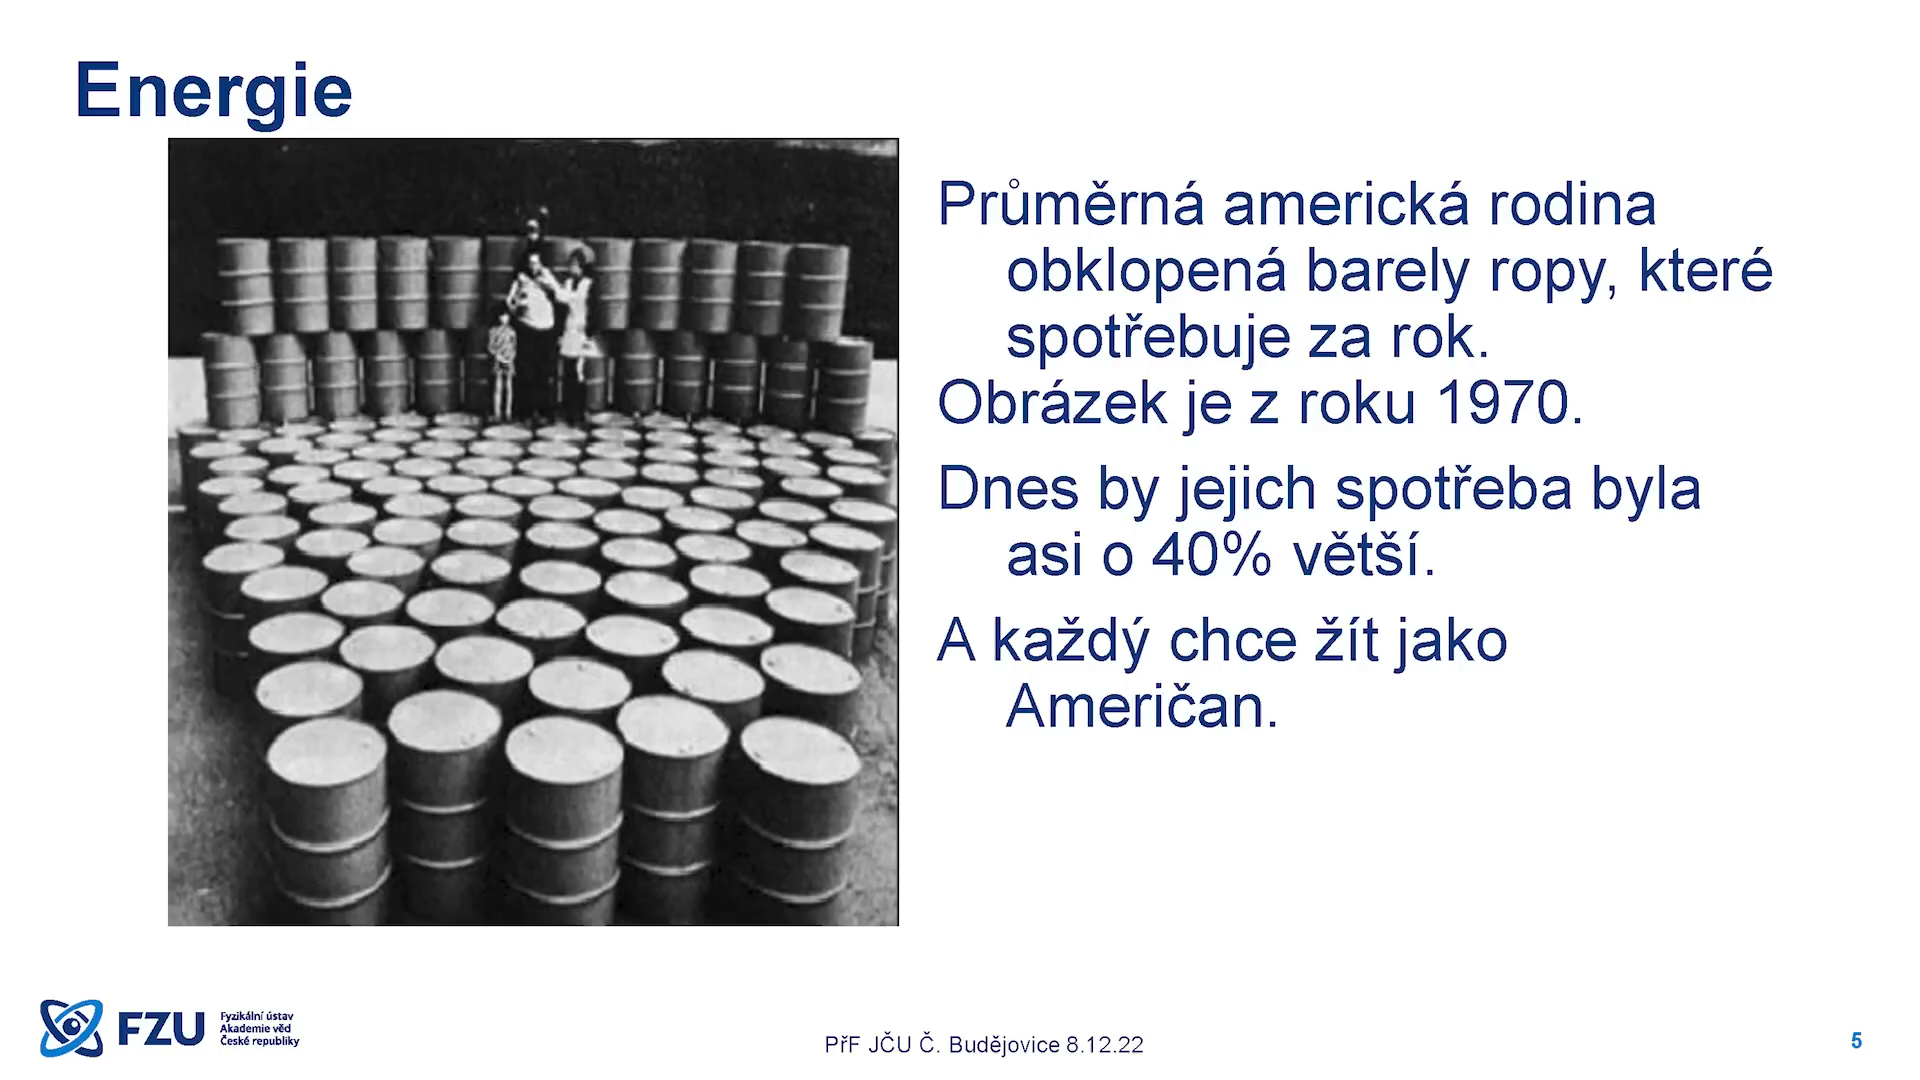 Energie
Průměrná americká rodina
obklopená barely ropy, které
spotřebuje za rok.
Obrázek je z roku 1970.
Dnes by jejich spotřeba byla
asi o 40% větší.
A každý chce žít jako
Američan.
FZU
Fyzikální ústav
Akademie věd
České republiky
PřF JČU Č. Budějovice 8.12.22
5